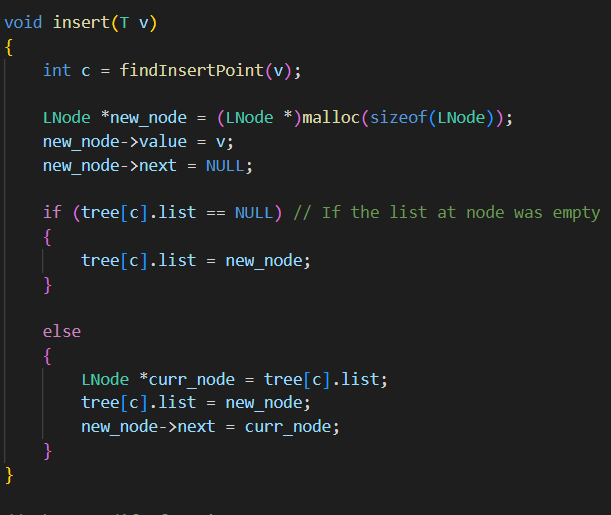 void insert(T v)
{
    int c = findInsertPoint(v);

    LNode *new_node = (LNode *)malloc(sizeof(LNode));
    new_node->value = v;
    new_node->next = NULL;

    if (tree[c].list == NULL) // If the list at node was empty
    {
        tree[c].list = new_node;
    }

    else
    {
        LNode *curr_node = tree[c].list;
        tree[c].list = new_node;
        new_node->next = curr_node;
    }
}